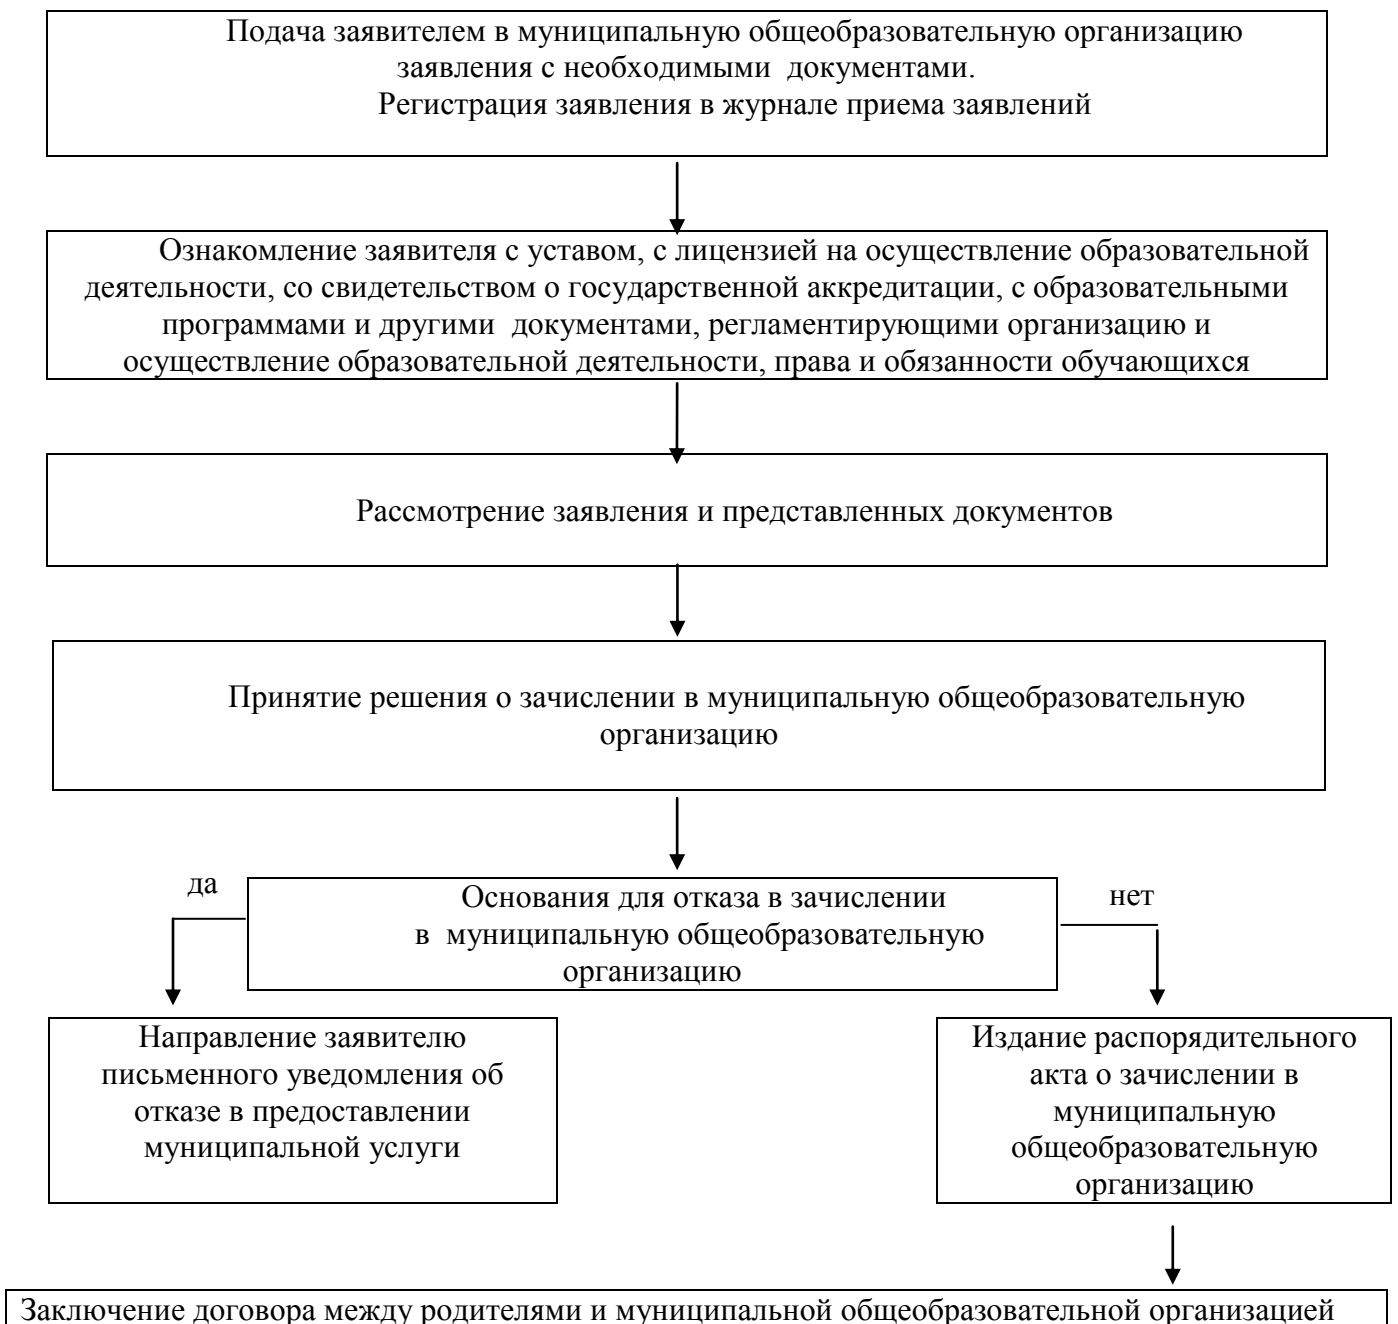 Подача заявителем в муниципальную общеобразовательную организацию
заявления с необходимыми документами.
Регистрация заявления в журнале приема заявлений
Ознакомление заявителя с уставом, с лицензией на осуществление образовательной
деятельности, со свидетельством о государственной аккредитации, с образовательными
программами и другими документами, регламентирующими организацию и
осуществление образовательной деятельности, права и обязанности обучающихся
Рассмотрение заявления и представленных документов
Принятие решения о зачислении в муниципальную общеобразовательную
организацию
да
Основания для отказа в зачислении
в муниципальную общеобразовательную
организацию
нет
Направление заявителю
письменного уведомления об
отказе в предоставлении
муниципальной услуги
Издание распорядительного
акта о зачислении в
муниципальную
общеобразовательную
организацию
Заключение договора между родителями и муниципальной общеобразовательной организацией